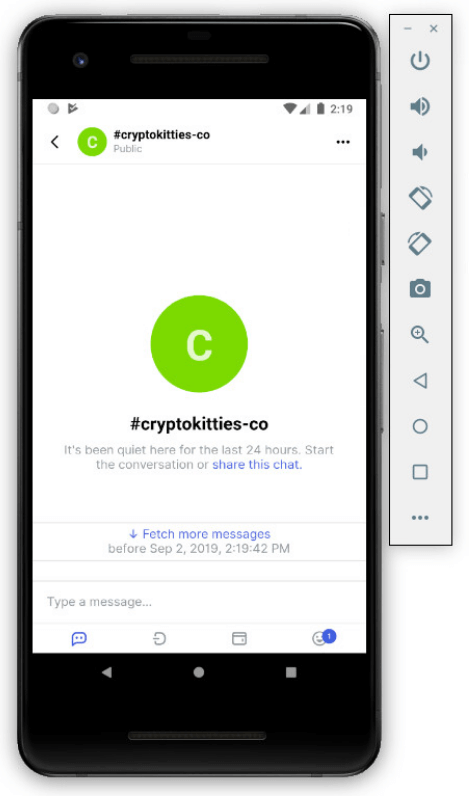 2:19
C
#cryptokitties-co
Public
C
#cryptokitties-co
It's been quiet here for the last 24 hours. Start
the conversation or share this chat.
Fetch more messages
before Sep 2, 2019, 2:19:42 PM
Type a message...
1